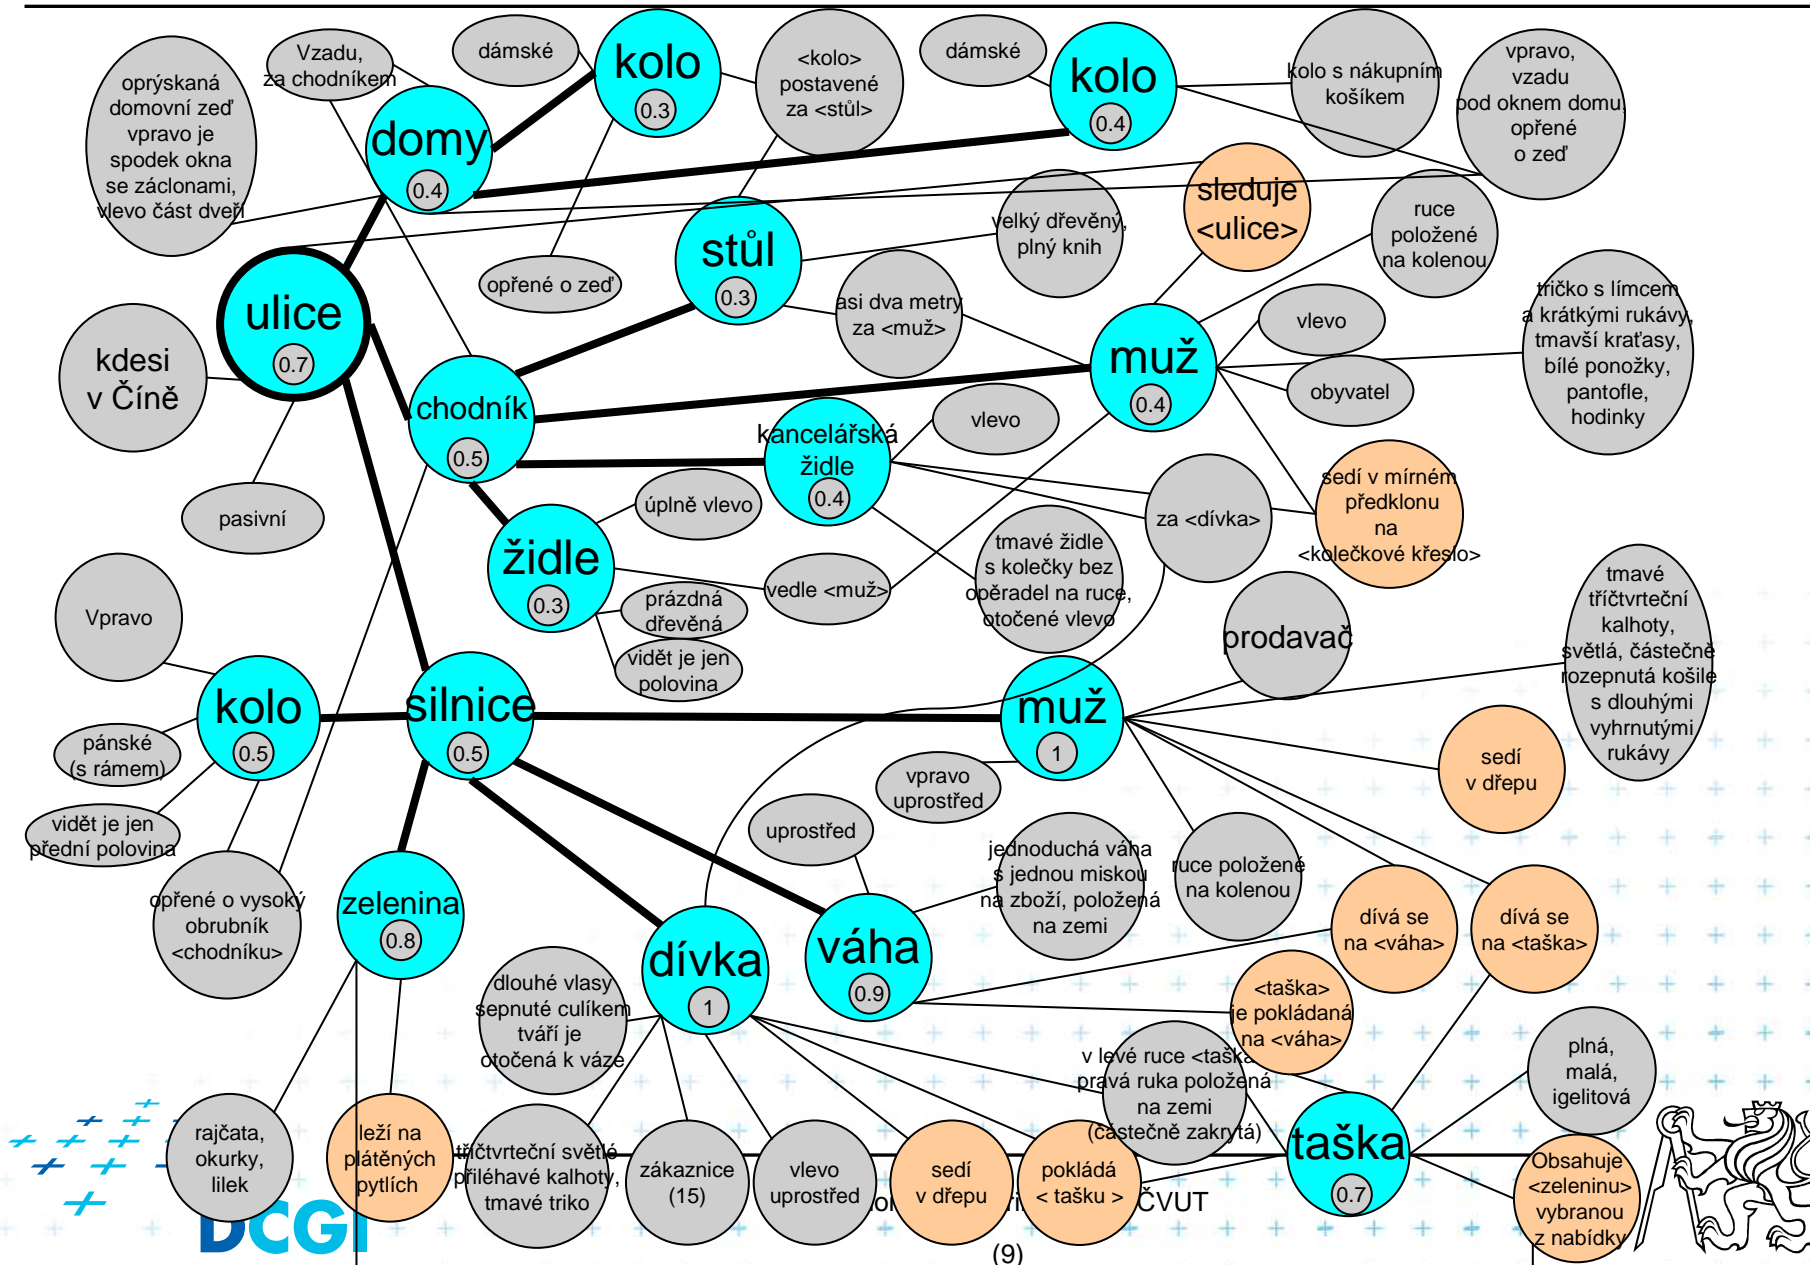 oprýskaná
domovní zeď
vpravo je
spodek okna
se záclonami,
vlevo část dveří
Vzadu,
za chodníkem
dámské
kolo
0.3
<kolo>
postavené
za <stůl>
dámské
kolo
0.4
kolo s nákupním
košíkem
vpravo,
vzadu
pod oknem domu,
opřené
o zeď
domy
0.4
sleduje
<ulice>
ruce
položené
na kolenou
velký dřevěný,
plný knih
stůl
0.3
opřené o zeď
ulice
0.7
asi dva metry
za <muž>
tričko s límcem
a krátkými rukávy,
tmavší kraťasy,
bílé ponožky,
pantofle,
hodinky
vlevo
muž
0.4
obyvatel
kdesi
v Číně
chodník
0.5
kancelářská
židle
0.4
vlevo
sedí v mírném
předklonu
na
<kolečkové křeslo>
pasivní
úplně vlevo
za <dívka>
židle
0.3
vedle <muž>
tmavé židle
s kolečky bez
opěradel na ruce,
otočené vlevo
prázdná
dřevěná
vidět je jen
polovina
Vpravo
prodavač
tmavé
tříčtvrteční
kalhoty,
světlá, částečně
rozepnutá košile
s dlouhými
vyhrnutými
rukávy
kolo
0.5
silnice
0.5
muž
1
pánské
(s rámem)
vpravo
uprostřed
sedí
v dřepu
vidět je jen
přední polovina
uprostřed
jednoduchá váha
s jednou miskou
na zboží, položená
na zemi
ruce položené
na kolenou
opřené o vysoký
obrubník
<chodníku>
zelenina
0.8
dívka
1
váha
0.9
dívá se
na <váha>
dívá se
na <taška>
dlouhé vlasy
sepnuté culíkem
tváří je
otočená k váze
<taška>
je pokládaná
na <váha>
v levé ruce <taška
pravá ruka položená
na zemi
(částečně zakrytá)
plná,
malá,
igelitová
rajčata,
okurky,
lilek
leží na
plátěných
pytlích
tříčtvrteční světlé
přiléhavé kalhoty,
tmavé triko
zákaznice
(15)
vlevo
uprostřed
sedí
v dřepu
pokládá
< tašku >
taška
0.7
Obsahuje
<zeleninu>
vybranou
z nabídky
DCGI
ČVUT
(9)